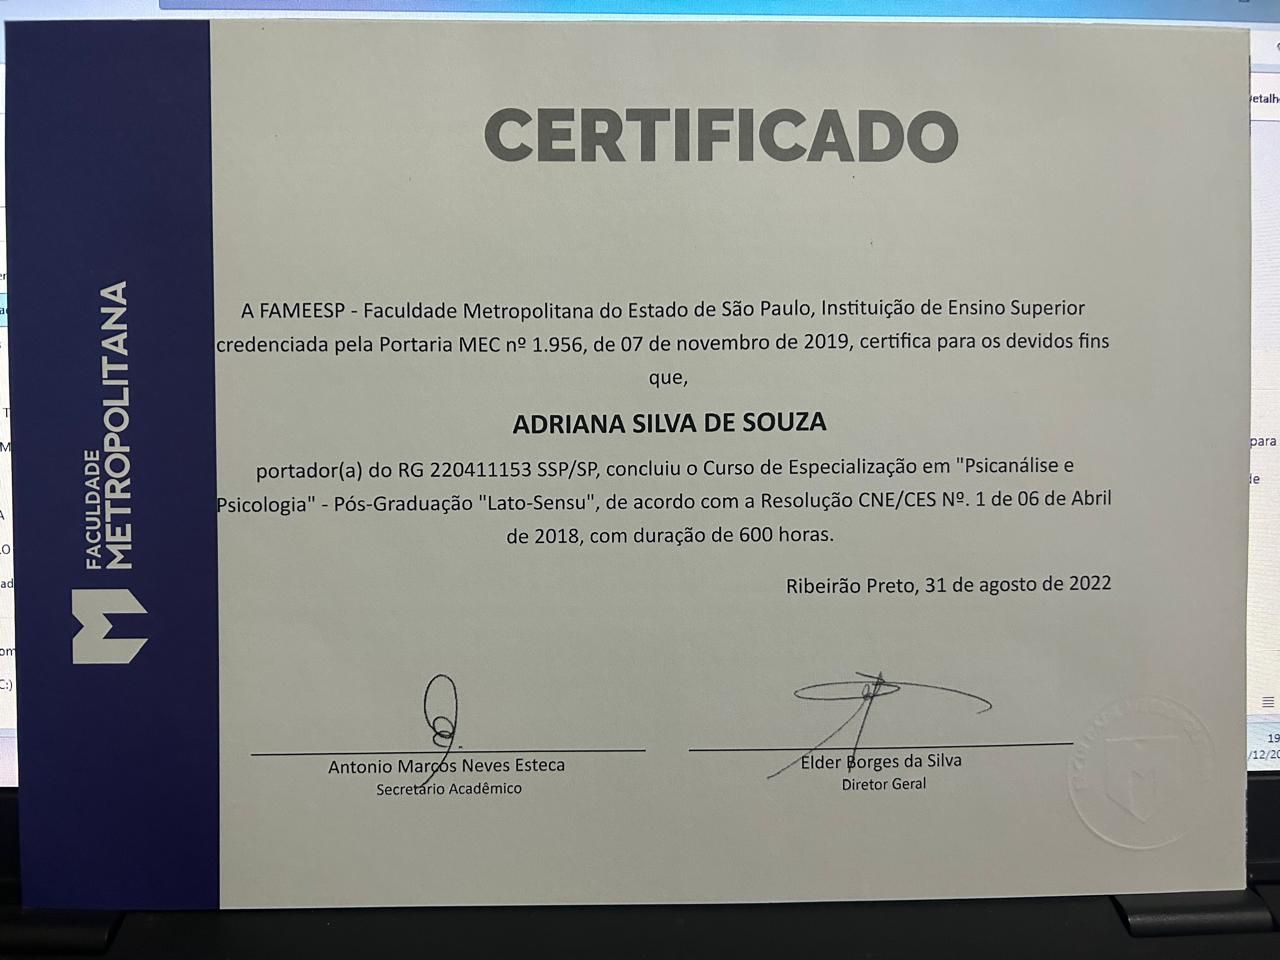 CERTIFICADO
FACULDADE
METROPOLITANA
A FAMEESP - Faculdade Metropolitana do Estado de São Paulo, Instituição de Ensino Superior
credenciada pela Portaria MEC nº 1.956, de 07 de novembro de 2019, certifica para os devidos fins
que,
ADRIANA SILVA DE SOUZA
portador(a) do RG 220411153 SSP/SP, concluiu o Curso de Especialização em "Psicanálise e
Psicologia" - Pós-Graduação "Lato-Sensu", de acordo com a Resolução CNE/CES Nº. 1 de 06 de Abril
de 2018, com duração de 600 horas.
Ribeirão Preto, 31 de agosto de 2022
Antonio Marcos Neves Esteca
Secretário Acadêmico
Elder Borges da Silva
Diretor Geral
para